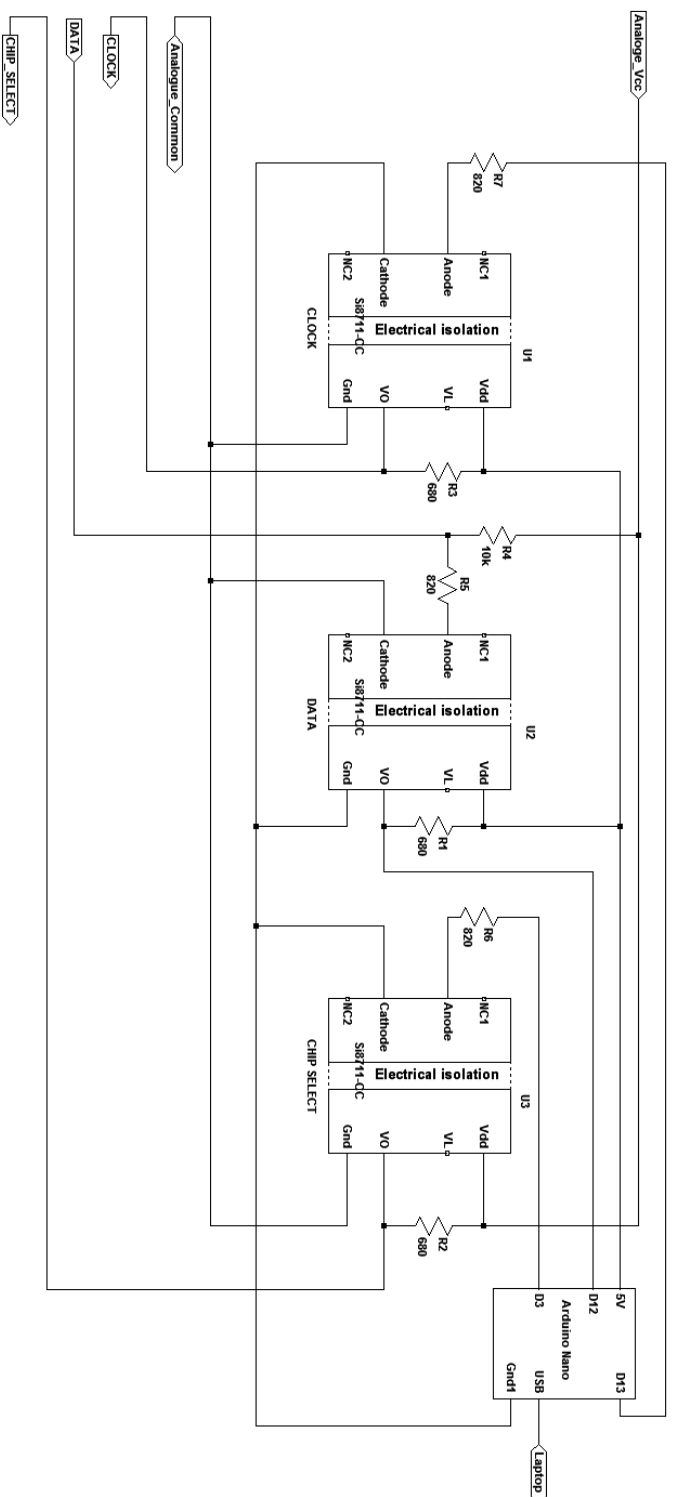 Analoge_Vcc
Analogue_Common
CLOCK
DATA
CHIP_SELECT
R7
820
U1
NC1
Anode
Cathode
NC2
Electrical isolation
Si8711-CC
Vdd
VL
VO
Gnd
CLOCK
R3
680
R4
10k
R5
820
U2
NC1
Anode
Cathode
NC2
Electrical isolation
Si8711-CC
Vdd
VL
VO
Gnd
DATA
R1
680
R6
820
U3
NC1
Anode
Cathode
NC2
Electrical isolation
Si8711-CC
Vdd
VL
VO
Gnd
CHIP SELECT
R2
680
5V
D12
D3
Arduino Nano
D13
USB
Gnd1
Laptop